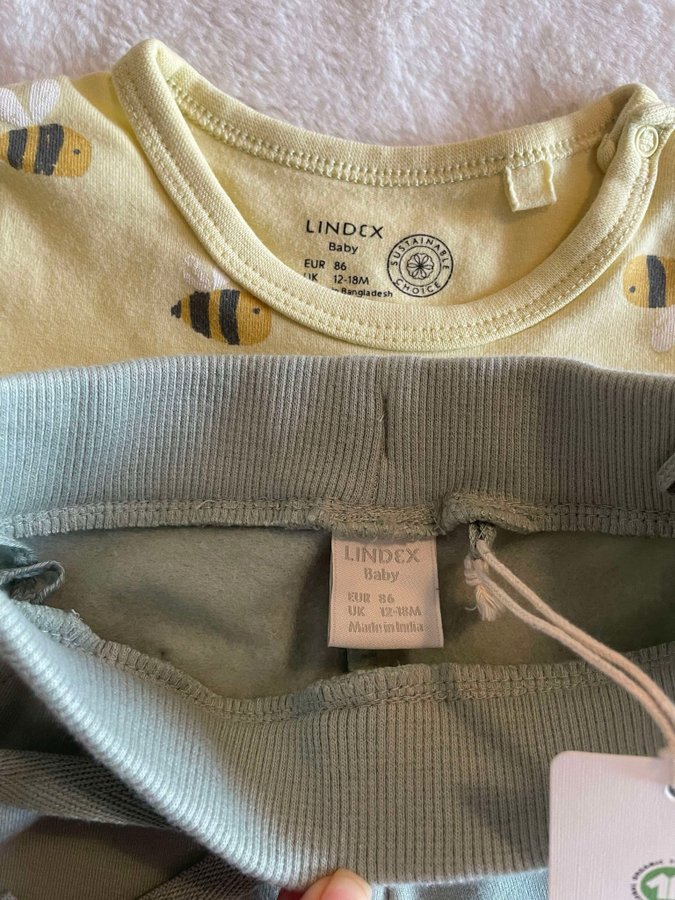 LINDEX
Baby
EUR 86
UK 12-18M
Bangladesh
SUSTAINABLE
CHOICE
LINDEX
Baby
EUR 86
UK 12-18M
Made in India
ORGANIC